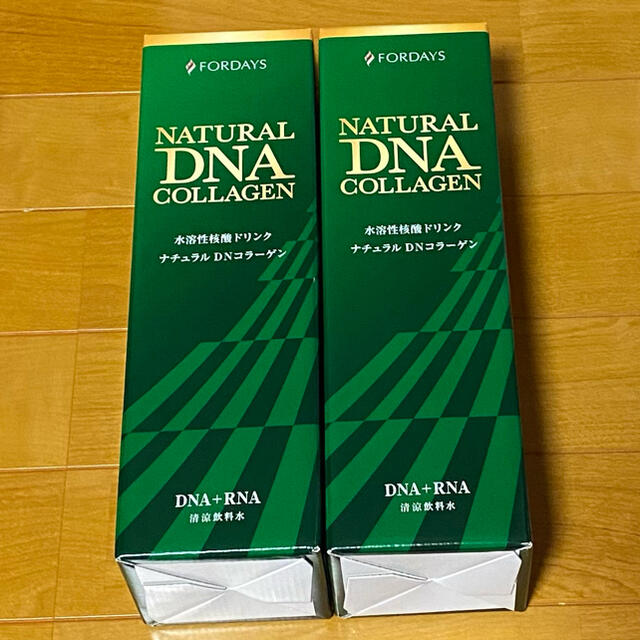 FORDAYS
NATURAL
DNA
COLLAGEN
水溶性核酸ドリンク
ナチュラル DNコラーゲン
DNA+RNA
清涼飲料水
FORDAYS
NATURAL
DNA
COLLAGEN
水溶性核酸ドリンク
ナチュラル DNコラーゲン
DNA+RNA
清涼飲料水